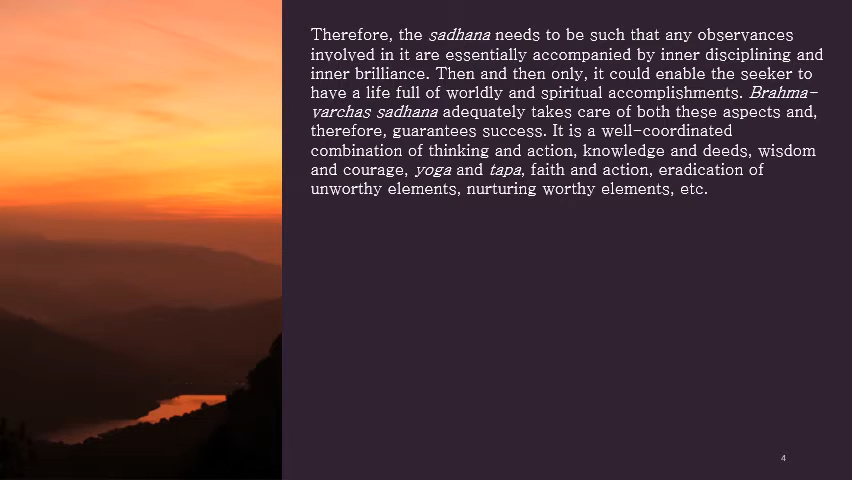 Therefore, the sadhana needs to be such that any observances
involved in it are essentially accompanied by inner disciplining and
inner brilliance. Then and then only, it could enable the seeker to
have a life full of worldly and spiritual accomplishments. Brahma-
varchas sadhana adequately takes care of both these aspects and,
therefore, guarantees success. It is a well-coordinated
combination of thinking and action, knowledge and deeds, wisdom
and courage, yoga and tapa, faith and action, eradication of
unworthy elements, nurturing worthy elements, etc.
4